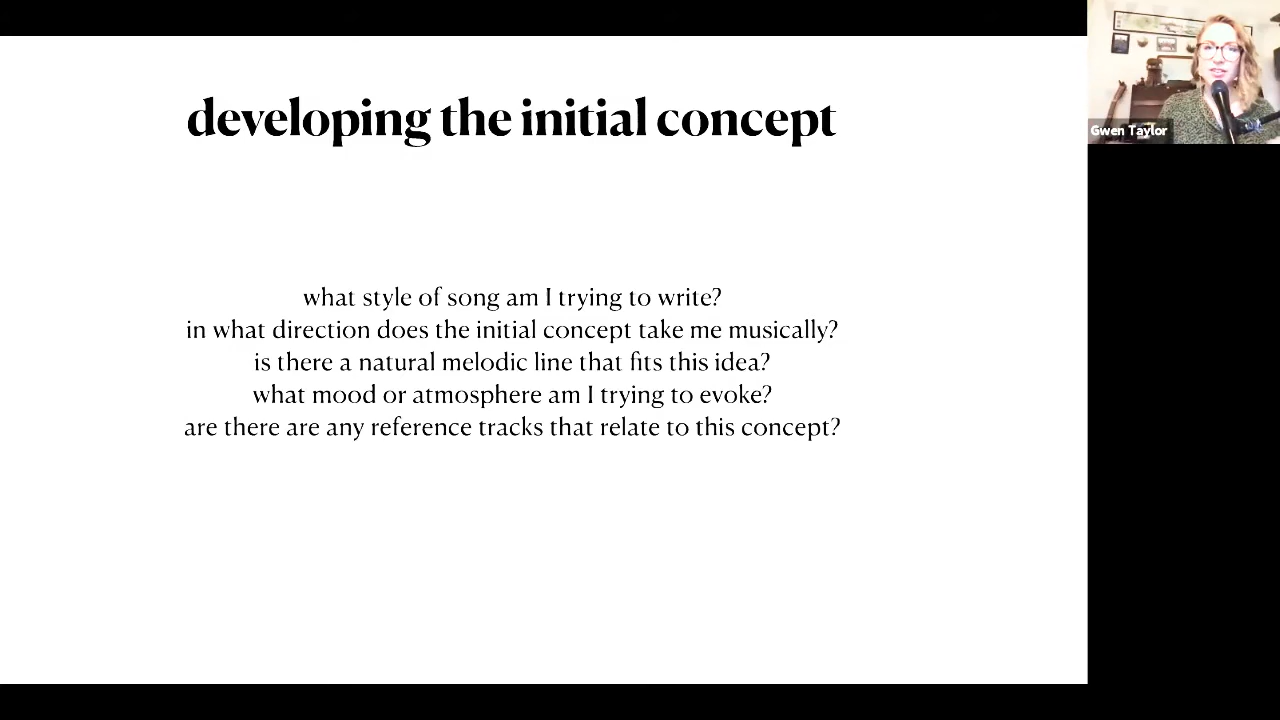 developing the initial concept
what style of song am I trying to write?
in what direction does the initial concept take me musically?
is there a natural melodic line that fits this idea?
what mood or atmosphere am I trying to evoke?
are there are any reference tracks that relate to this concept?
Gwen Taylor